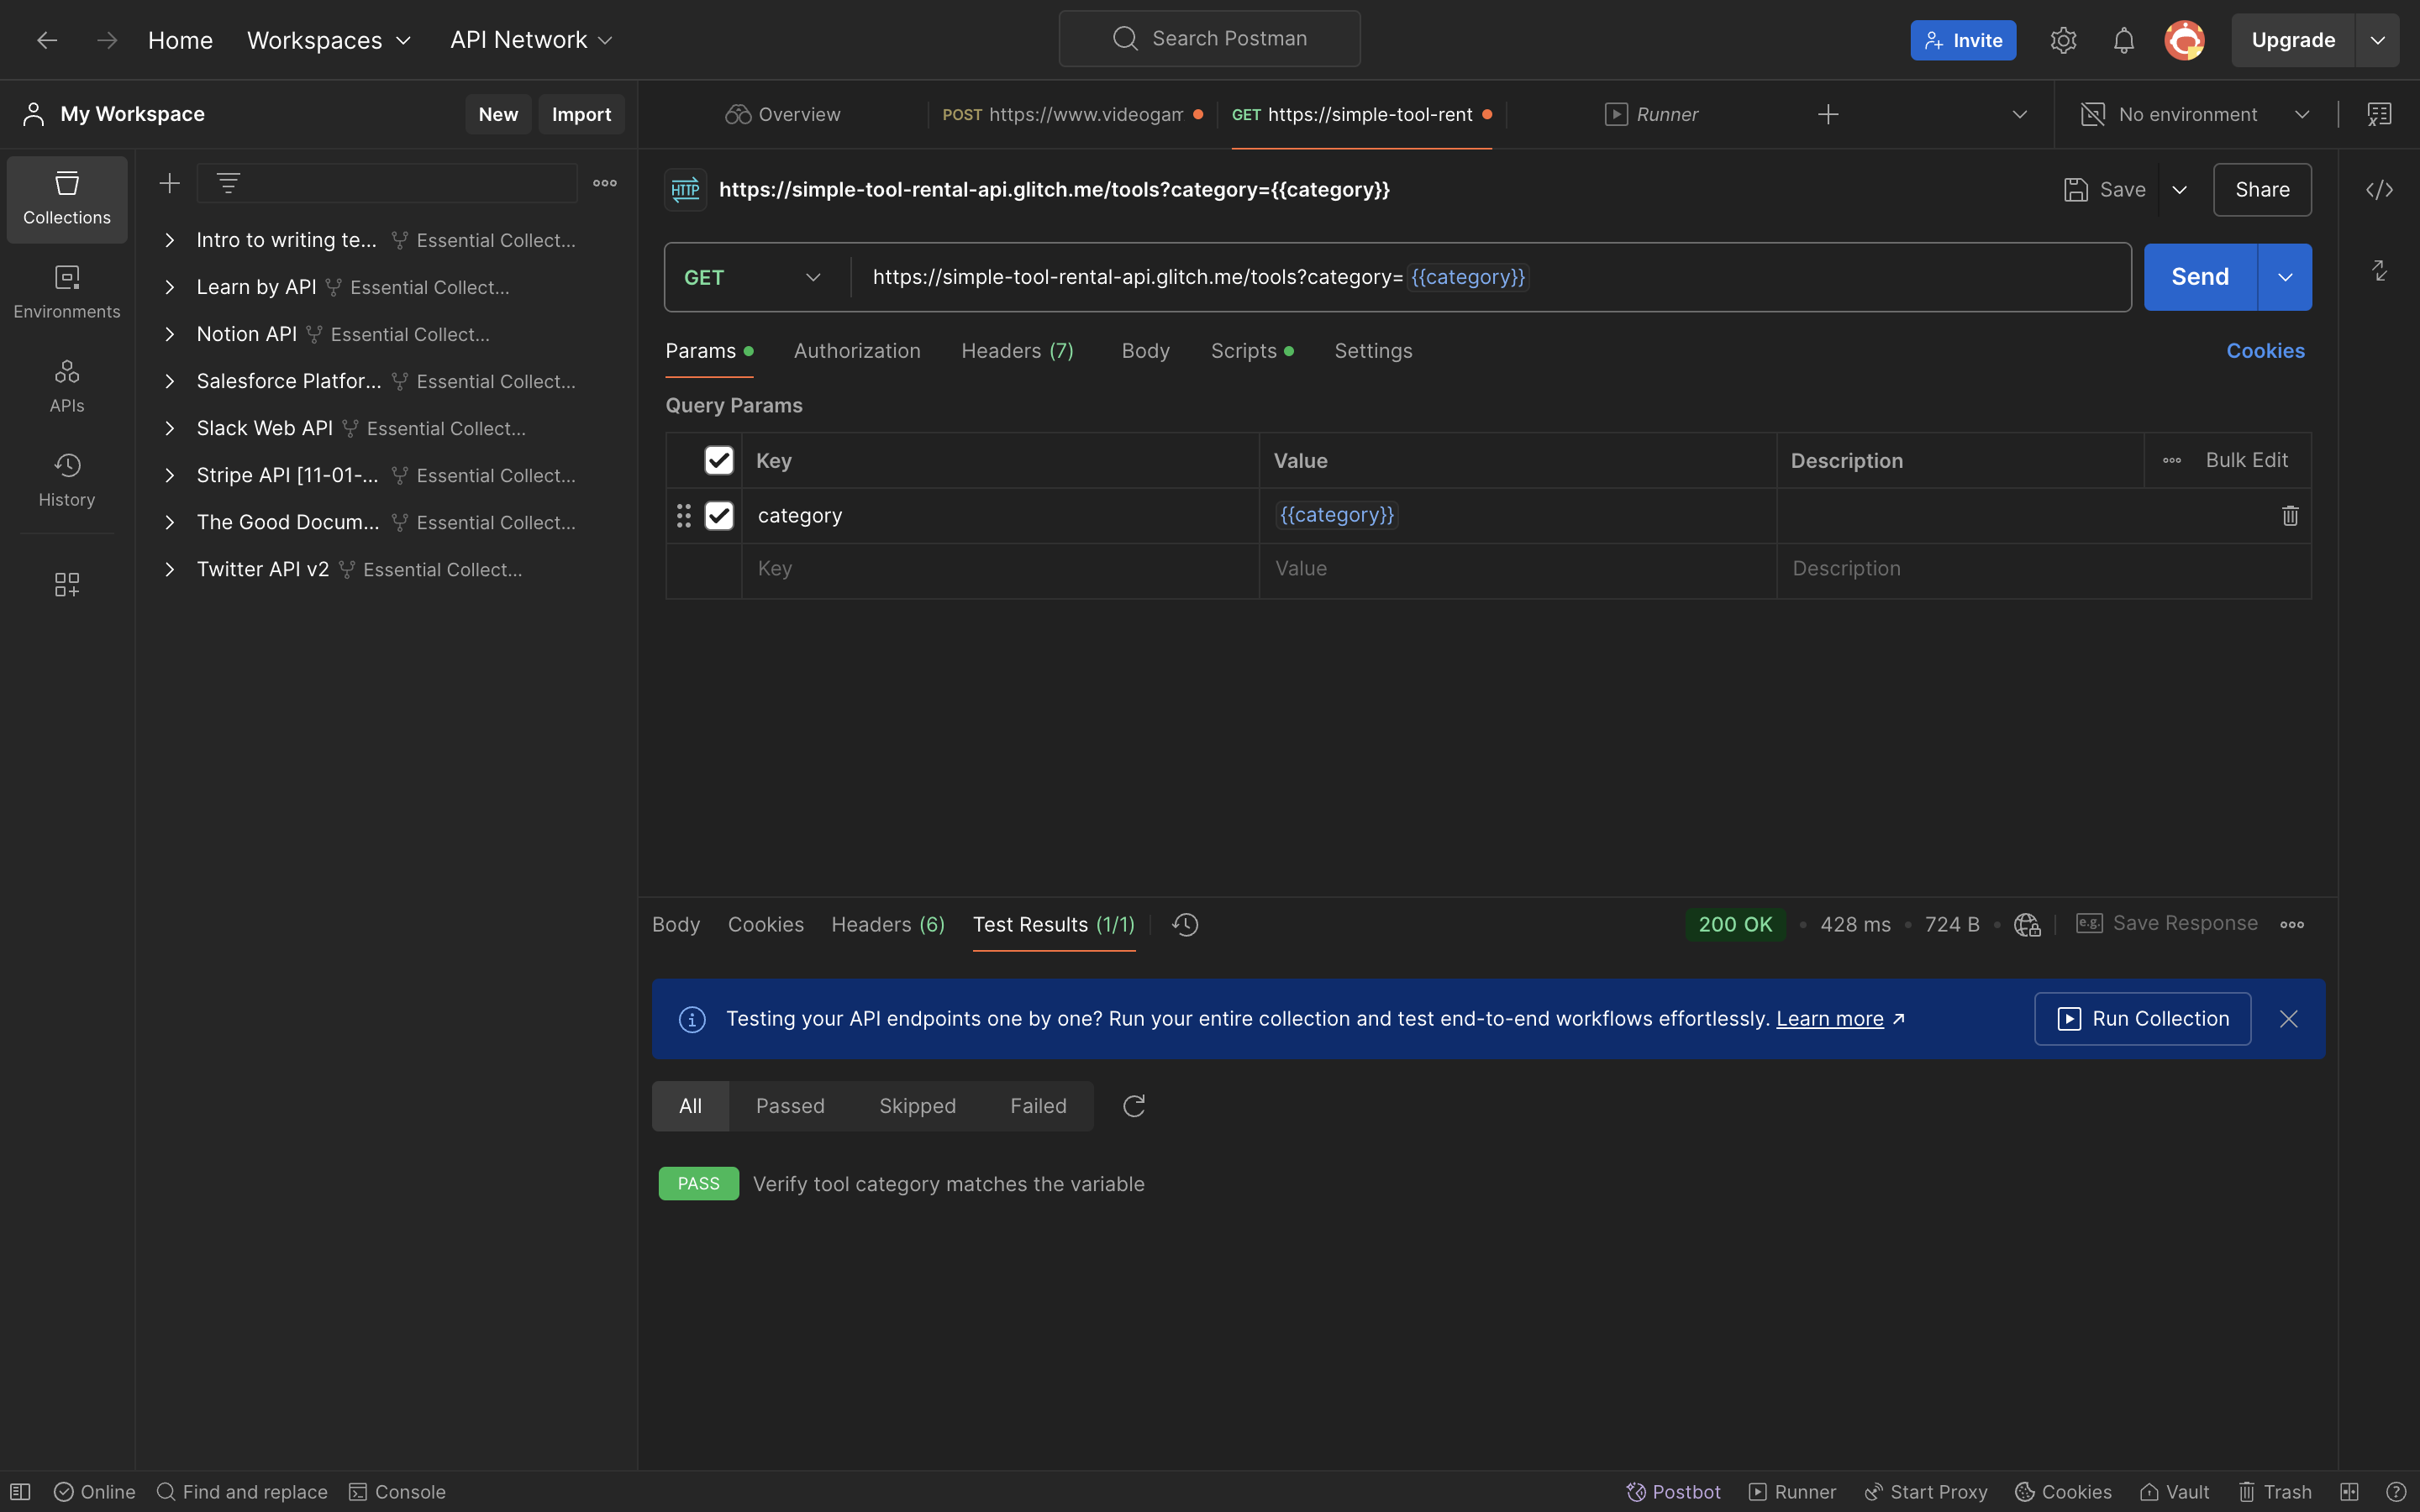 Home Workspaces API Network Search Postman Invite Upgrade
My Workspace New Import Overview POST https://www.videogam GET https://simple-tool-rent Runner No environment
Collections
Environments
APIs
History
Intro to writing te... Essential Collect...
Learn by API Essential Collect...
Notion API Essential Collect...
Salesforce Platfor... Essential Collect...
Slack Web API Essential Collect...
Stripe API [11-01-... Essential Collect...
The Good Docum... Essential Collect...
Twitter API v2 Essential Collect...
HTTP https://simple-tool-rental-api.glitch.me/tools?category={{category}} Save Share
GET https://simple-tool-rental-api.glitch.me/tools?category={{category}} Send
Params Authorization Headers (7) Body Scripts Settings Cookies
Query Params
Key Value Description Bulk Edit
category {{category}}
Key Value Description
Body Cookies Headers (6) Test Results (1/1) 200 OK 428 ms 724 B e.g. Save Response
Testing your API endpoints one by one? Run your entire collection and test end-to-end workflows effortlessly. Learn more Run Collection
All Passed Skipped Failed
PASS Verify tool category matches the variable
Online Find and replace Console Postbot Runner Start Proxy Cookies Vault Trash